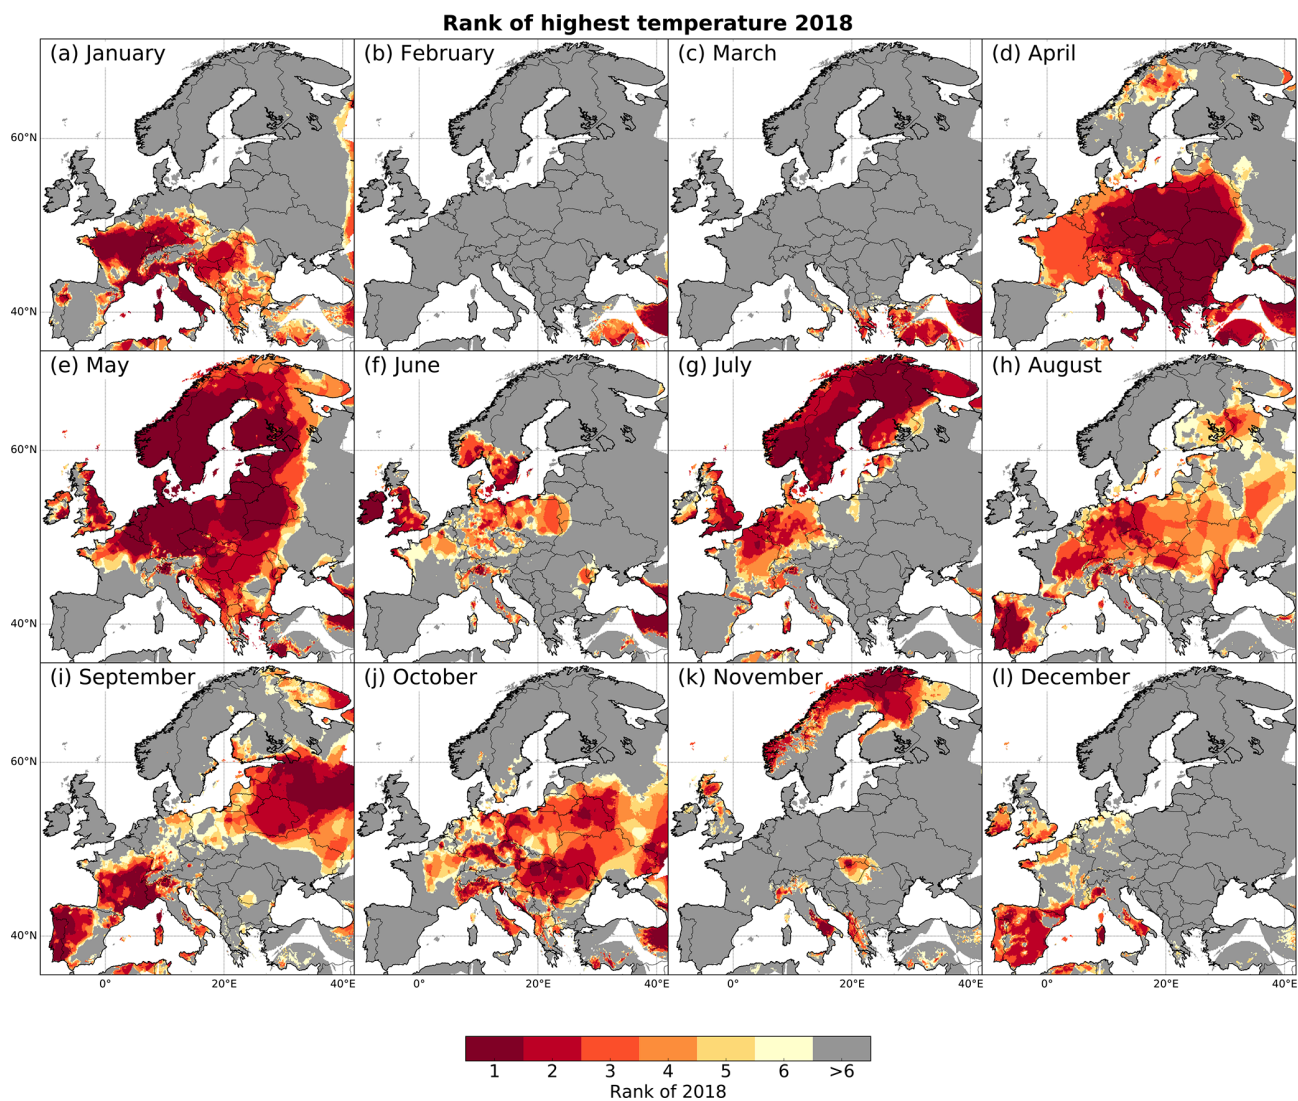 Rank of highest temperature 2018
(a) January
(b) February
(c) March
(d) April
60°N
40°N
(e) May
(f) June
(g) July
(h) August
60°N
40°N
(i) September
(j) October
(k) November
(l) December
60°N
40°N
0° 20°E 40°E 0° 20°E 40°E 0° 20°E 40°E 0° 20°E 40°E
1 2 3 4 5 6 >6
Rank of 2018